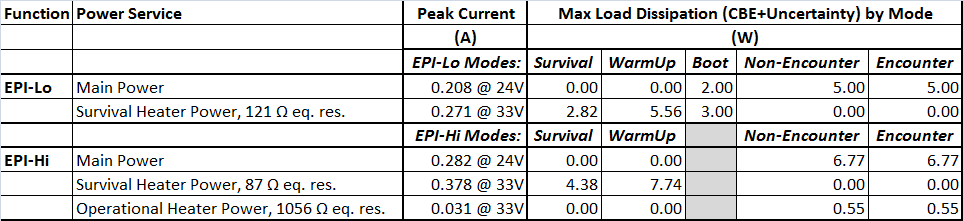 Function Power Service Peak Current Max Load Dissipation (CBE+Uncertainty) by Mode
(A) (W)
EPI-Lo Modes: Survival WarmUp Boot Non-Encounter Encounter
EPI-Lo Main Power 0.208 @ 24V 0.00 0.00 2.00 5.00 5.00
Survival Heater Power, 121 Ω eq. res. 0.271 @ 33V 2.82 5.56 3.00 0.00 0.00
EPI-Hi Modes: Survival WarmUp Non-Encounter Encounter
EPI-Hi Main Power 0.282 @ 24V 0.00 0.00 6.77 6.77
Survival Heater Power, 87 Ω eq. res. 0.378 @ 33V 4.38 7.74 0.00 0.00
Operational Heater Power, 1056 Ω eq. res. 0.031 @ 33V 0.00 0.00 0.55 0.55